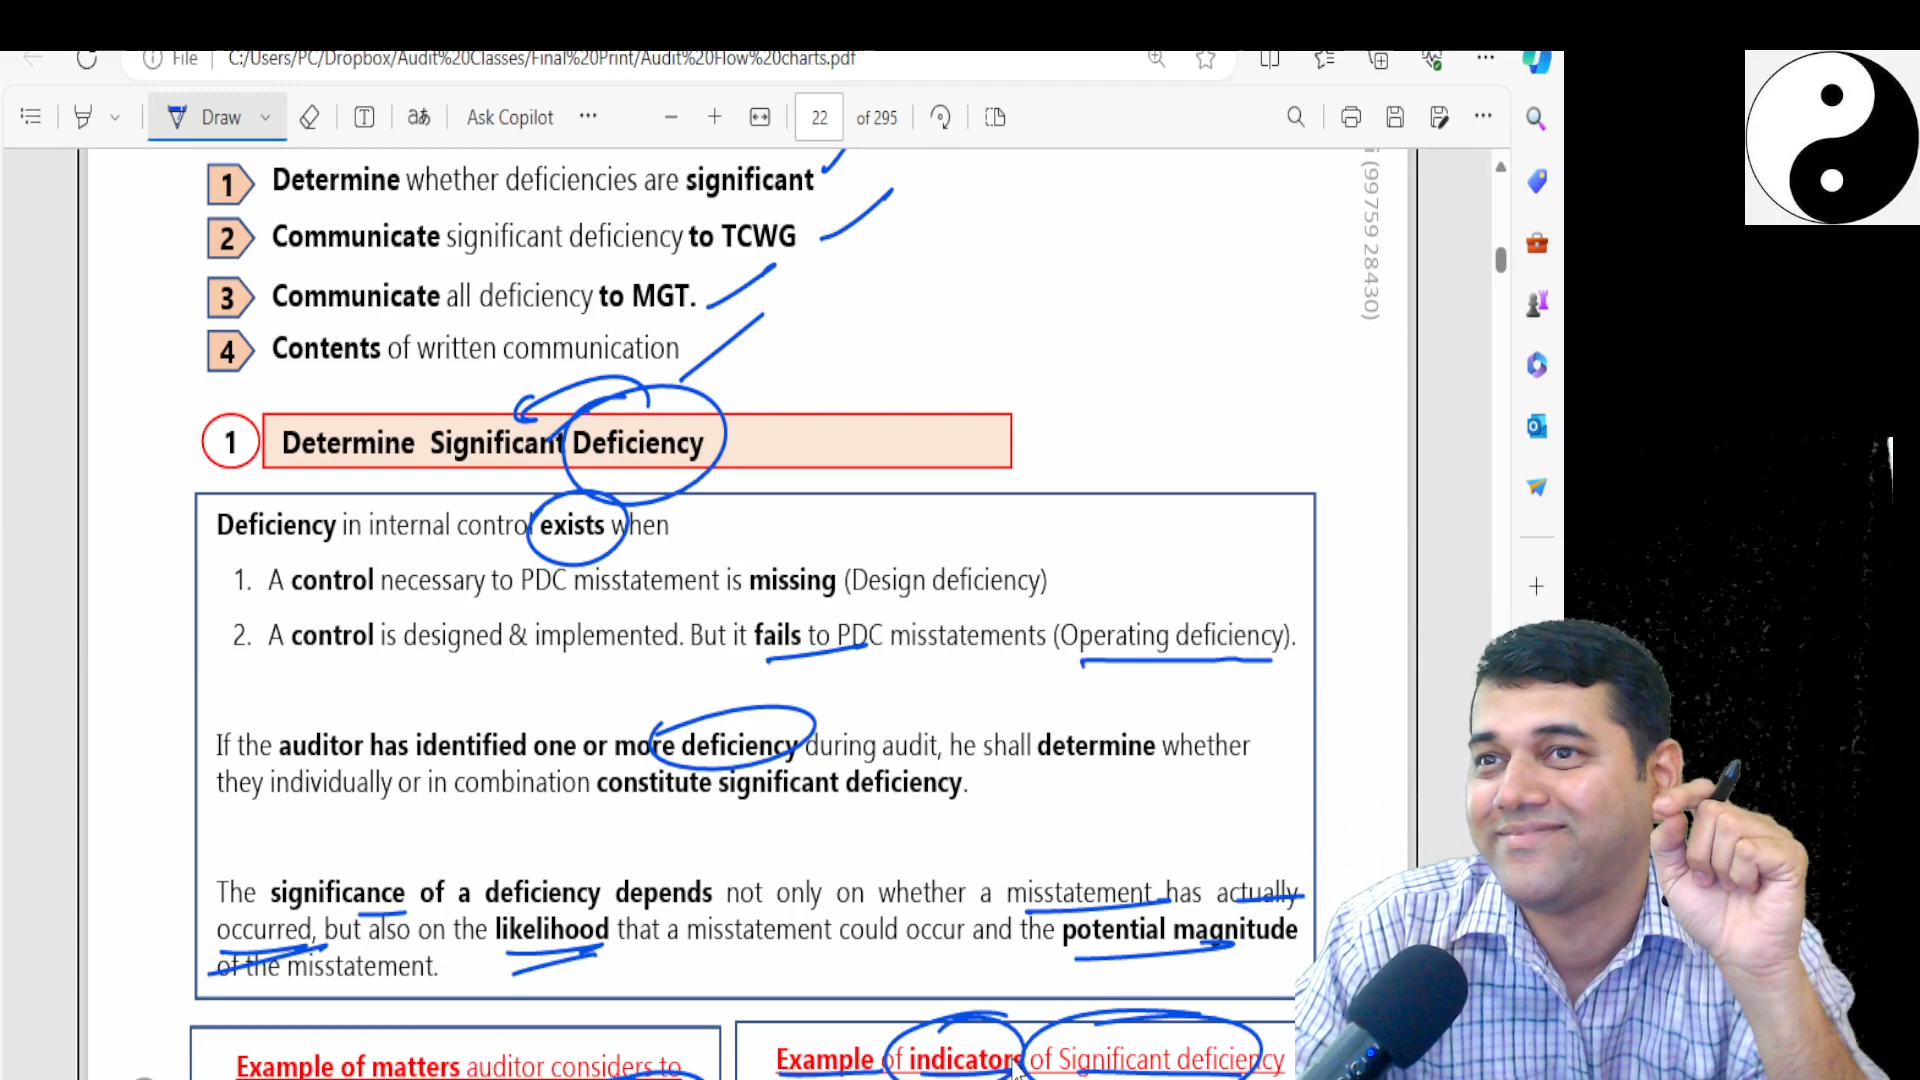 File C:/Users/PC/Dropbox/Audit%20Classes/Final%20Print/Audit%20Flow%20charts.pdf
Draw Ask Copilot 22 of 295
1 Determine whether deficiencies are significant
2 Communicate significant deficiency to TCWG
3 Communicate all deficiency to MGT.
4 Contents of written communication
(99759 28430)
1 Determine Significant Deficiency
Deficiency in internal control exists when
1. A control necessary to PDC misstatement is missing (Design deficiency)
2. A control is designed & implemented. But it fails to PDC misstatements (Operating deficiency).
If the auditor has identified one or more deficiency during audit, he shall determine whether
they individually or in combination constitute significant deficiency.
The significance of a deficiency depends not only on whether a misstatement has actually
occurred, but also on the likelihood that a misstatement could occur and the potential magnitude
of the misstatement.
Example of matters auditor considers to
Example of indicators of Significant deficiency